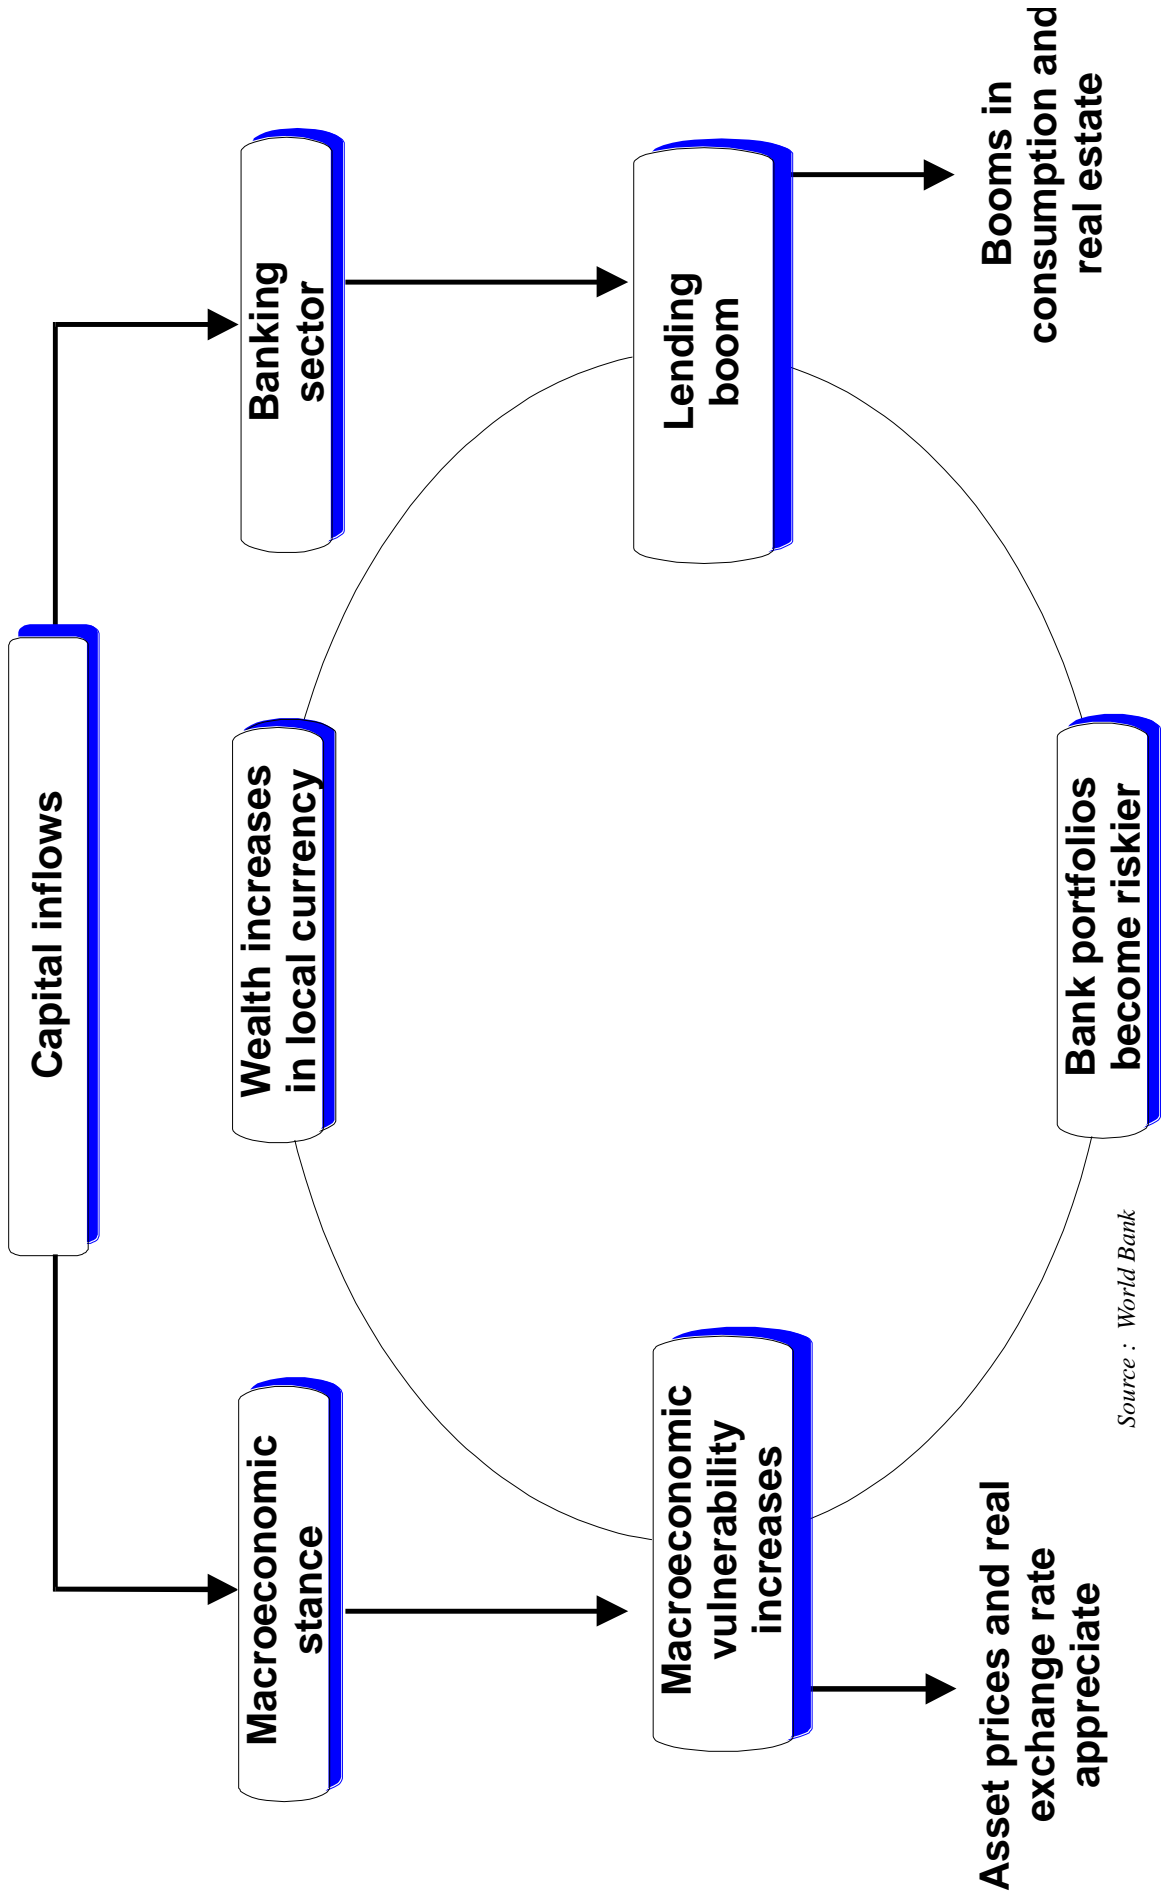 Capital inflows
Macroeconomic
stance
Wealth increases
in local currency
Banking
sector
Macroeconomic
vulnerability
increases
Lending
boom
Asset prices and real
exchange rate
appreciate
Bank portfolios
become riskier
Booms in
consumption and
real estate
Source : World Bank